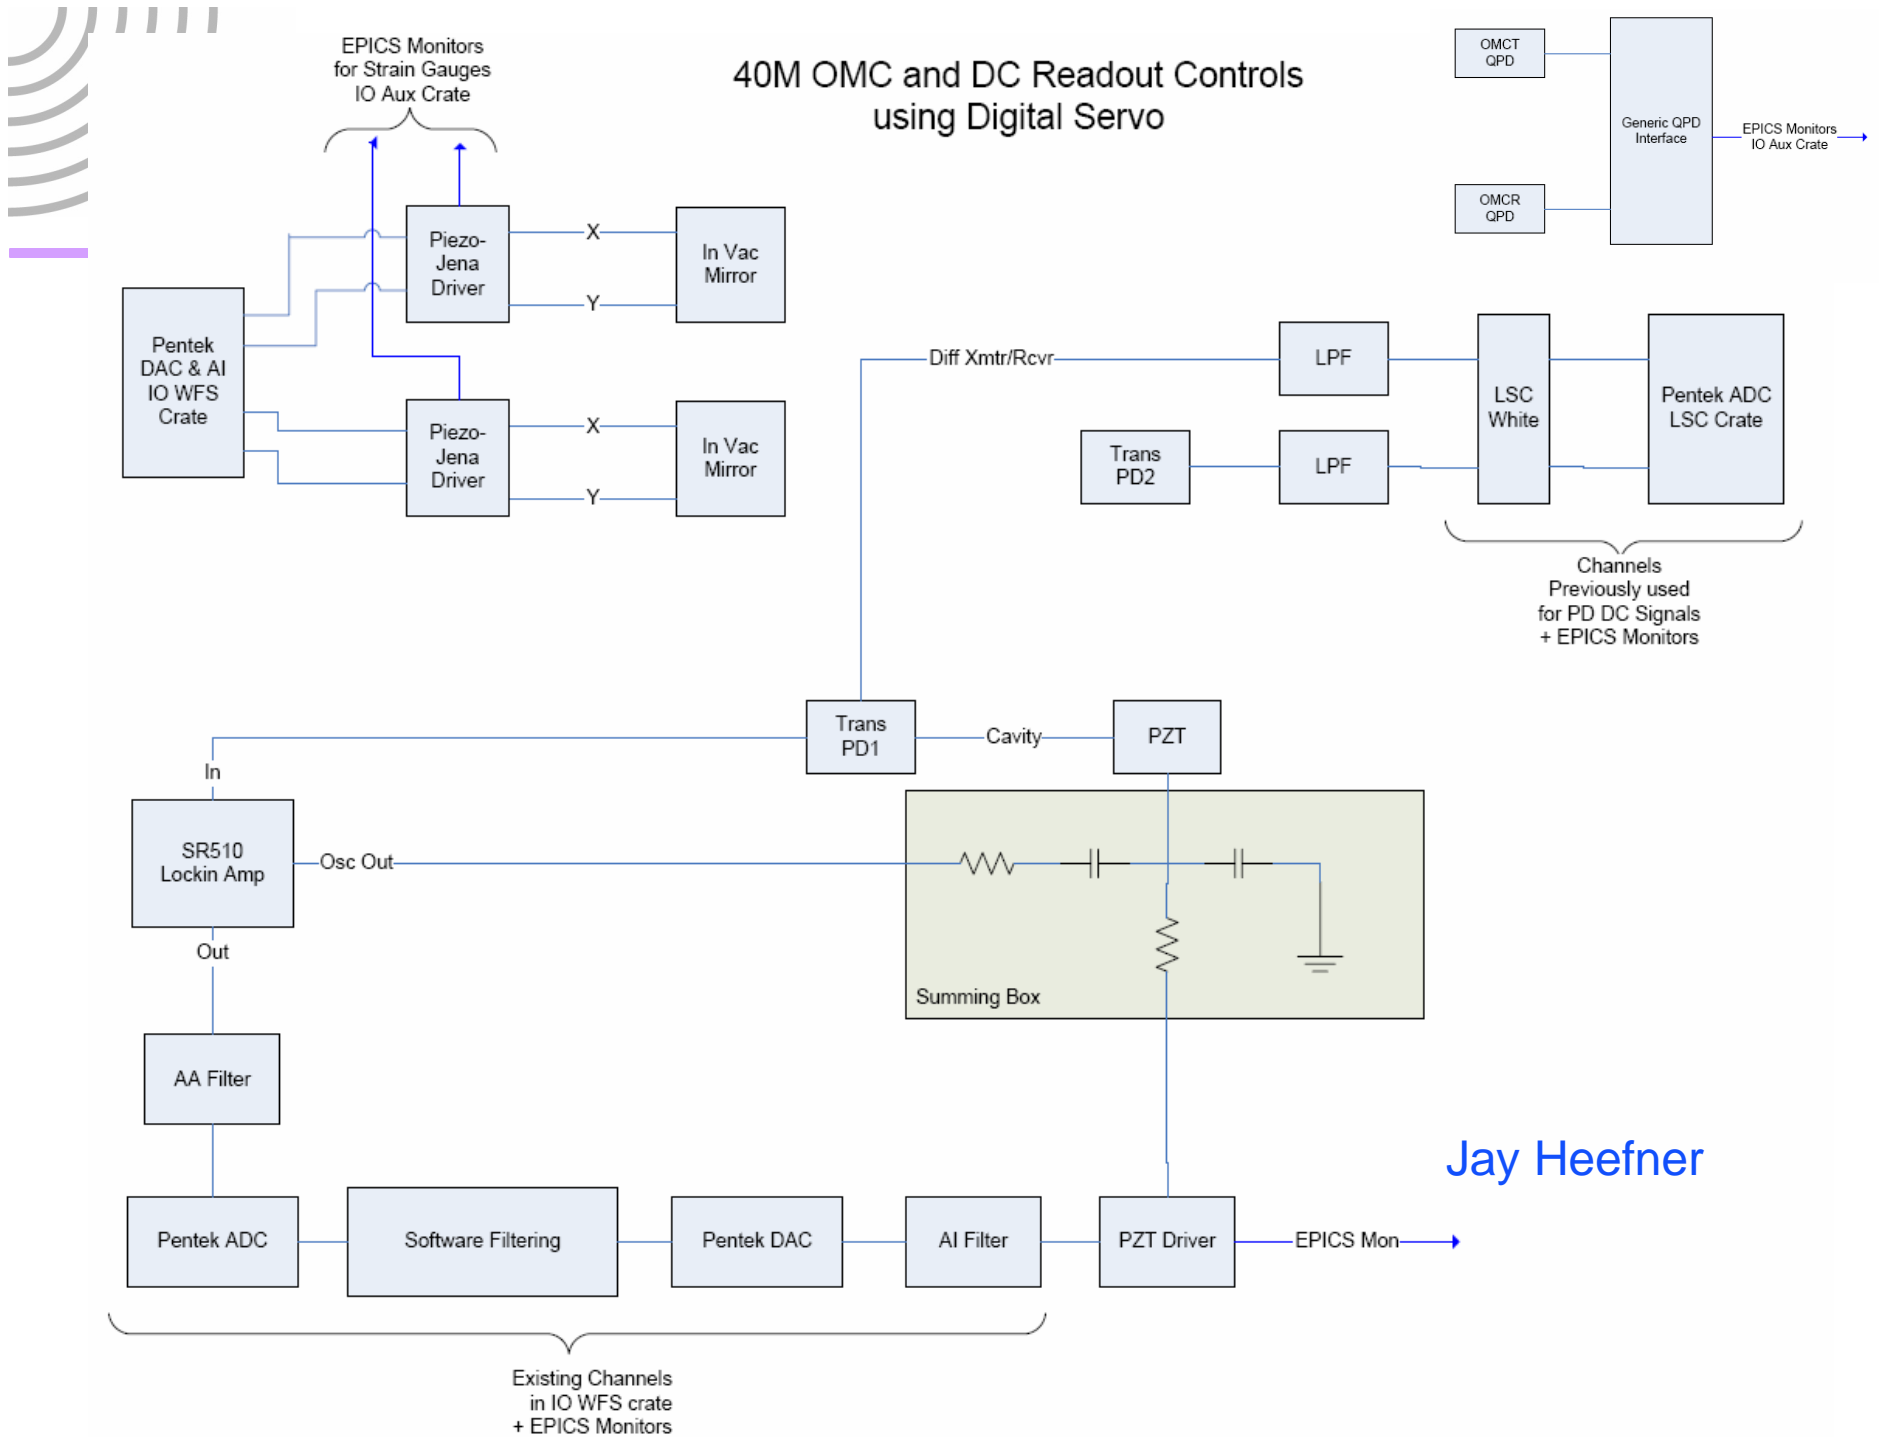 40M OMC and DC Readout Controls
using Digital Servo
EPICS Monitors
for Strain Gauges
IO Aux Crate
OMCT
QPD
OMCR
QPD
Generic QPD
Interface
EPICS Monitors
IO Aux Crate
Pentek
DAC & AI
IO WFS
Crate
Piezo-
Jena
Driver
X
Y
In Vac
Mirror
Piezo-
Jena
Driver
X
Y
In Vac
Mirror
Diff Xmtr/Rcvr
LPF
Trans
PD2
LPF
LSC
White
Pentek ADC
LSC Crate
Channels
Previously used
for PD DC Signals
+ EPICS Monitors
Trans
PD1
Cavity
PZT
In
SR510
Lockin Amp
Osc Out
Out
Summing Box
AA Filter
Jay Heefner
Pentek ADC
Software Filtering
Pentek DAC
AI Filter
PZT Driver
EPICS Mon
Existing Channels
in IO WFS crate
+ EPICS Monitors